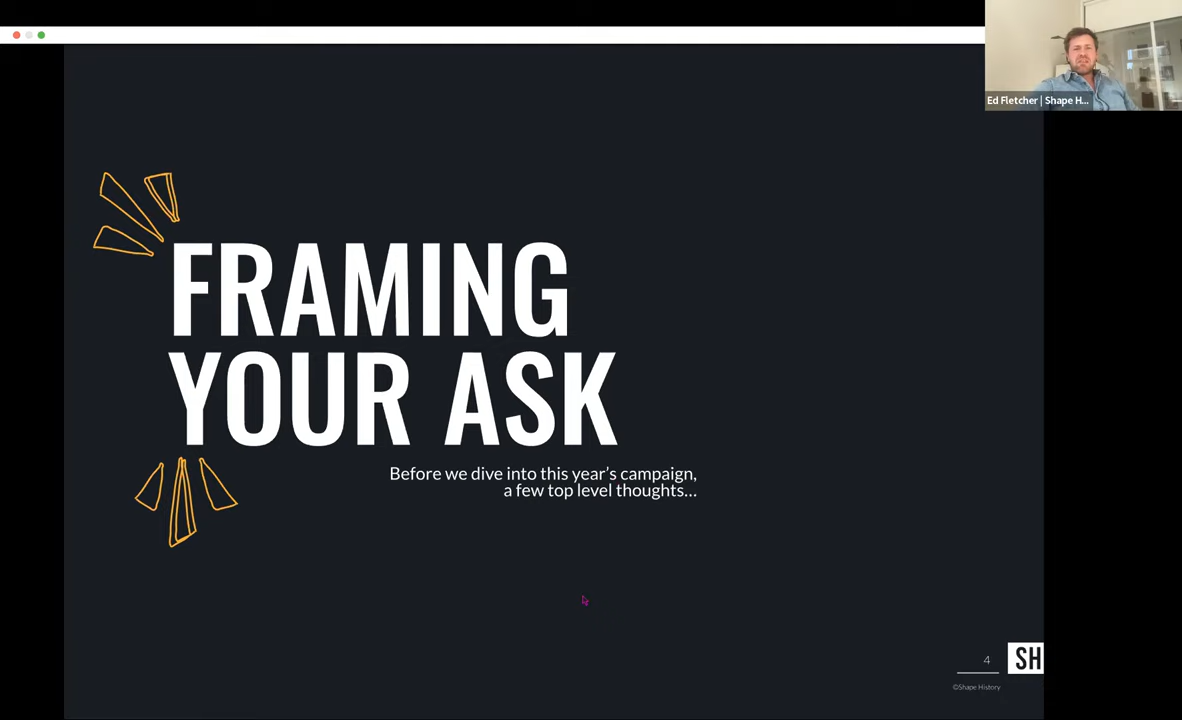 Ed Fletcher | Shape H...
FRAMING
YOUR ASK
Before we dive into this year's campaign,
a few top level thoughts...
4
SH
©Shape History